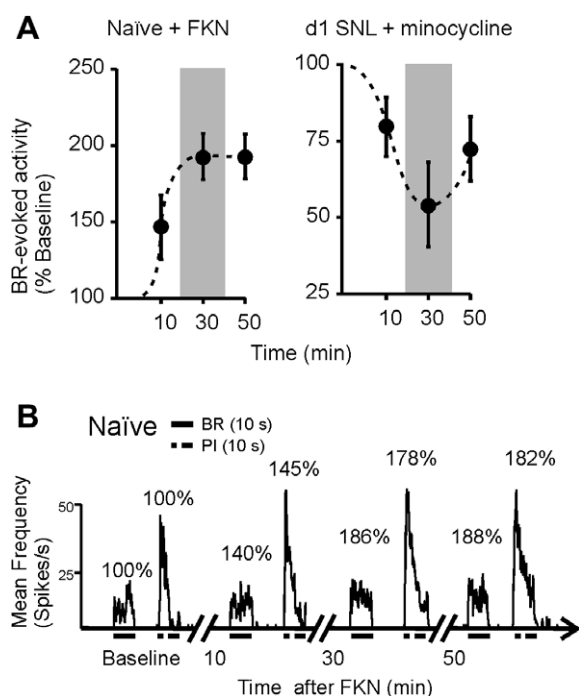 A
Naïve + FKN
d1 SNL + minocycline
BR-evoked activity
(% Baseline)
250
200
150
100
10 30 50
100
75
50
25
10 30 50
Time (min)
B
Naïve
BR (10 s)
PI (10 s)
Mean Frequency
(Spikes/s)
50
25
100%
100%
140%
145%
186%
178%
188%
182%
Baseline
10
30
50
Time after FKN (min)